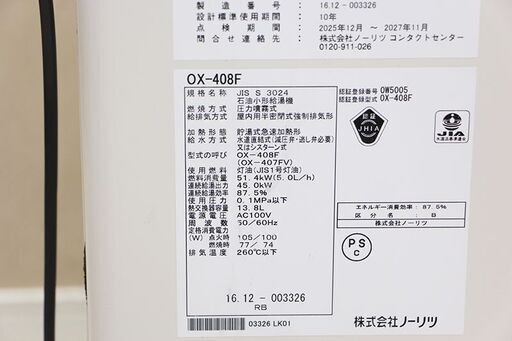 製造番号 : 16.12-003326
設計標準使用期間 : 10年
点検期間 : 2025年12月 ～ 2027年11月
問合せ連絡先 : 株式会社ノーリツ コンタクトセンター
0120-911-026
OX-408F
規格名称 : JIS S 3024
石油小形給湯機
燃焼方式 : 圧力噴霧式
給排気方式 : 屋内用半密閉式強制排気形
加熱形態 : 貯湯式急速加熱形
給水方式 : 水道直結式(減圧弁・逃し弁必要)
又はシスターン式
型式の呼び : OX-408F
(OX-407FV)
使用燃料 : 灯油(JIS1号灯油)
燃料消費量 : 51.4kW(5.0L/h)
連続給湯出力 : 45.0kW
連続給湯効率 : 87.5%
使用圧力 : 0.1MPa以下
熱交換器容量 : 13.8L
電源電圧 : AC100V
周波数 : 50/60Hz
定格消費電力 :
(W) 点火時 : 105/100
燃焼時 : 77/ 74
排気温度 : 260℃以下
認証登録番号 0W5005
認証登録型式 OX-408F
認証
JHIA
JIA
エネルギー消費効率 : 87.5%
区分名 : B
株式会社ノーリツ
PS
C
16.12 - 003326
RB
03326 LK01
株式会社ノーリツ